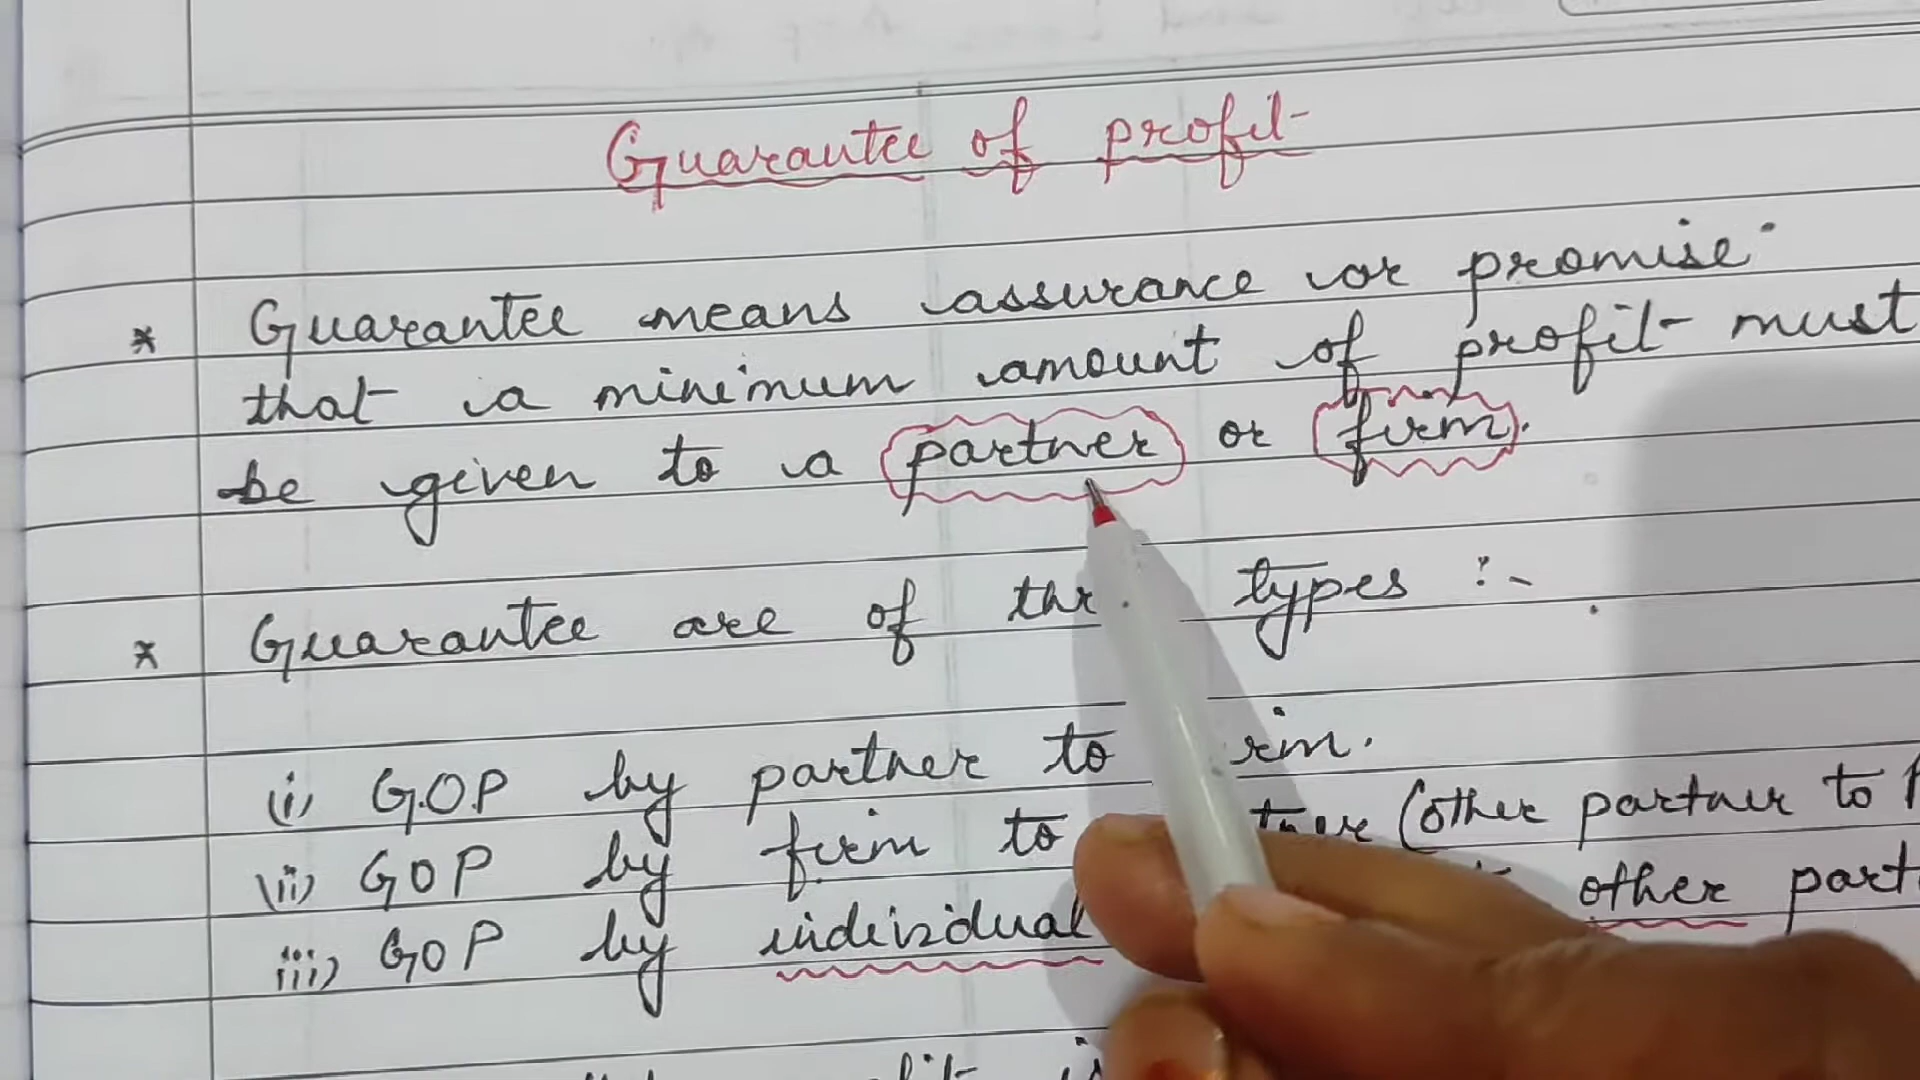 Guarantee of profit
* Guarantee means assurance or promise
that a minimum amount of profit must
be given to a partner or firm.
* Guarantee are of types :-
(i) G.O.P by partner to
(ii) GOP by firm to (other partner to
iii) GOP by individual other